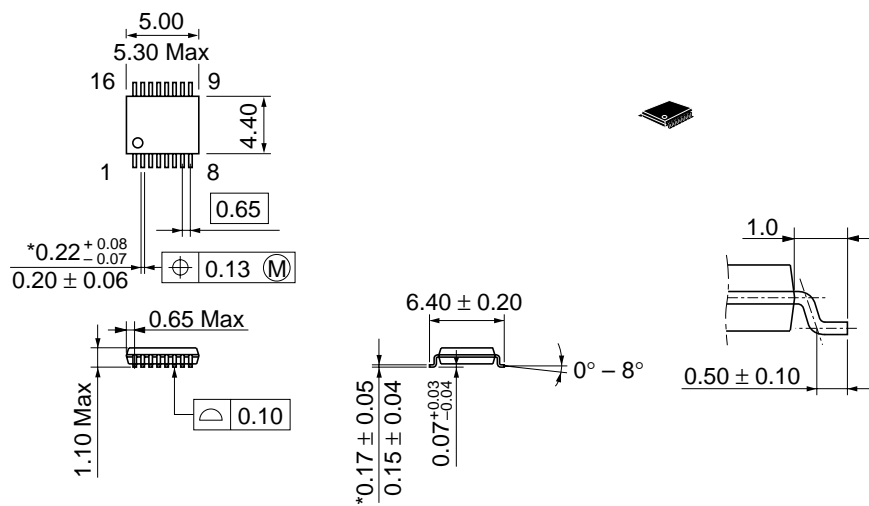 5.00
5.30 Max
16 9
4.40
1 8
0.65
*0.22 + 0.08 − 0.07
0.20 ± 0.06
0.13 M
1.0
0.65 Max
6.40 ± 0.20
1.10 Max
0.10
*0.17 ± 0.05
0.15 ± 0.04
0.07 +0.03 −0.04
0° – 8°
0.50 ± 0.10